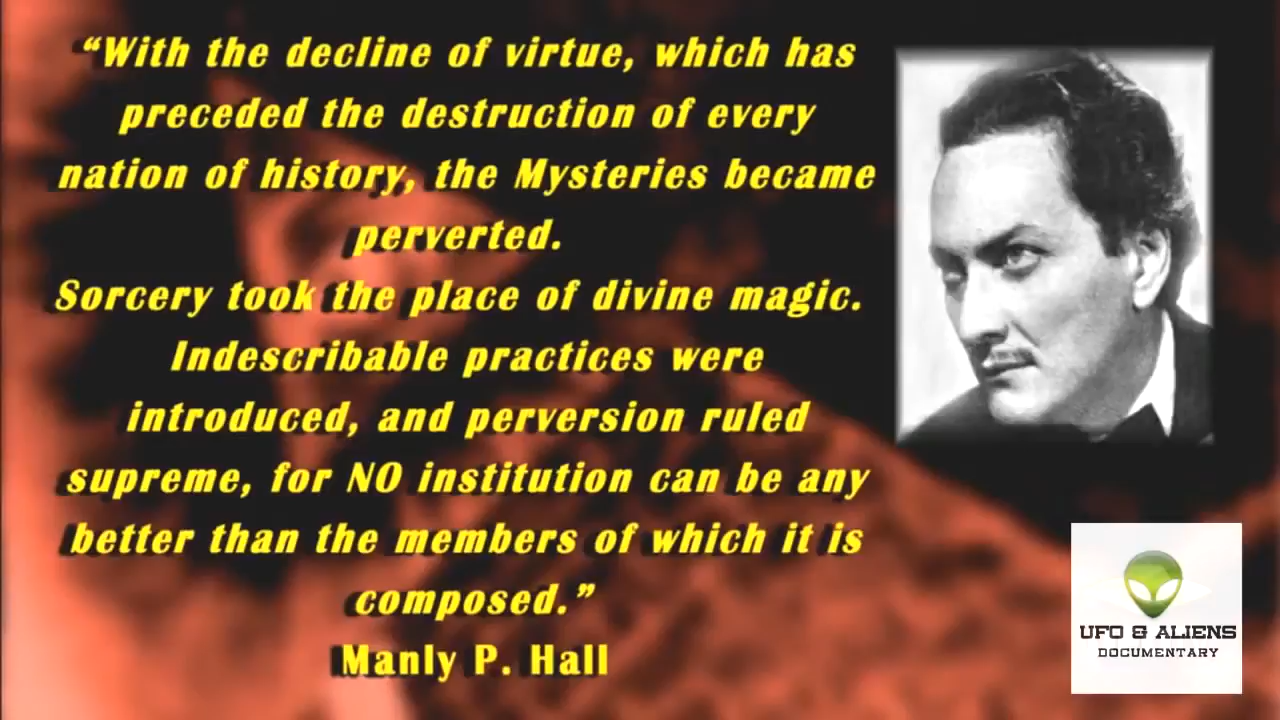 “With the decline of virtue, which has
preceded the destruction of every
nation of history, the Mysteries became
perverted.
Sorcery took the place of divine magic.
Indescribable practices were
introduced, and perversion ruled
supreme, for NO institution can be any
better than the members of which it is
composed.”
Manly P. Hall
UFO & ALIENS
DOCUMENTARY